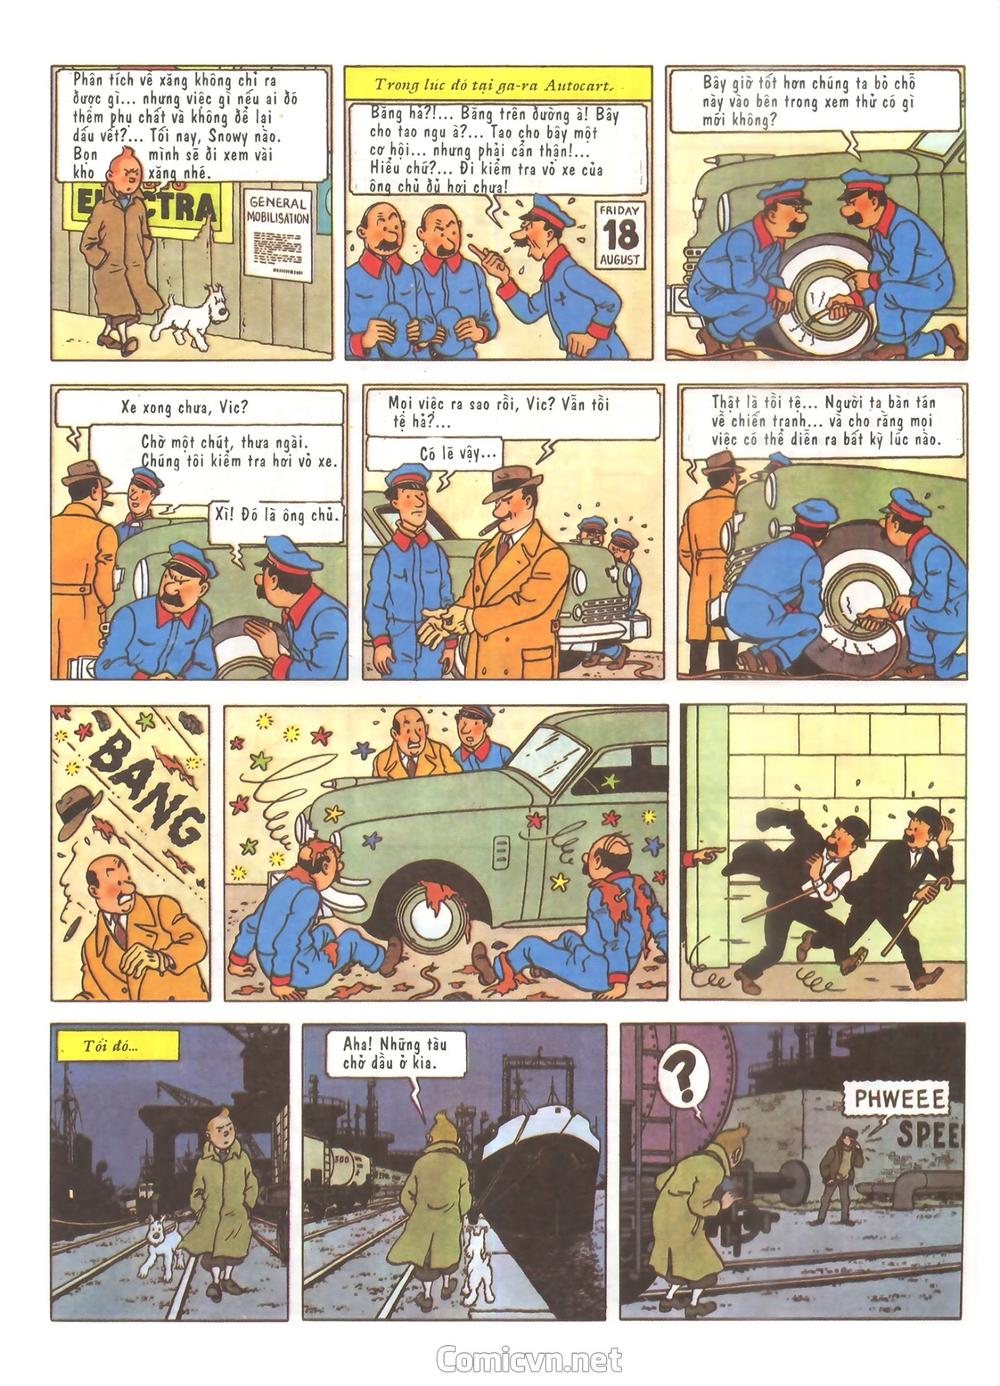 Phân tích về xăng không chỉ ra
được gì... nhưng việc gì nếu ai đó
thêm phụ chất và không để lại
dấu vết?... Tối nay, Snowy nào.
Bọn mình sẽ đi xem vài
kho xăng nhé.
GENERAL
MOBILISATION
Trong lúc đó tại ga-ra Autocart.
Băng hả?!... Băng trên đường à! Bây
cho tao ngu à?... Tao cho bây một
cơ hội... nhưng phải cẩn thận!...
Hiểu chứ?... Đi kiểm tra vỏ xe của
ông chủ đủ hơi chưa!
FRIDAY
18
AUGUST
Bây giờ tốt hơn chúng ta bỏ chỗ
này vào bên trong xem thử có gì
mới không?
Xe xong chưa, Vic?
Chờ một chút, thưa ngài.
Chúng tôi kiểm tra hơi vỏ xe.
Xì! Đó là ông chủ.
Mọi việc ra sao rồi, Vic? Vẫn tồi
tệ hả?...
Có lẽ vậy...
Thật là tồi tệ... Người ta bàn tán
về chiến tranh... và cho rằng mọi
việc có thể diễn ra bất kỳ lúc nào.
BANG
Tối đó...
Aha! Những tàu
chở dầu ở kia.
500
?
PHWEEE
SPEE
Comicvn.net